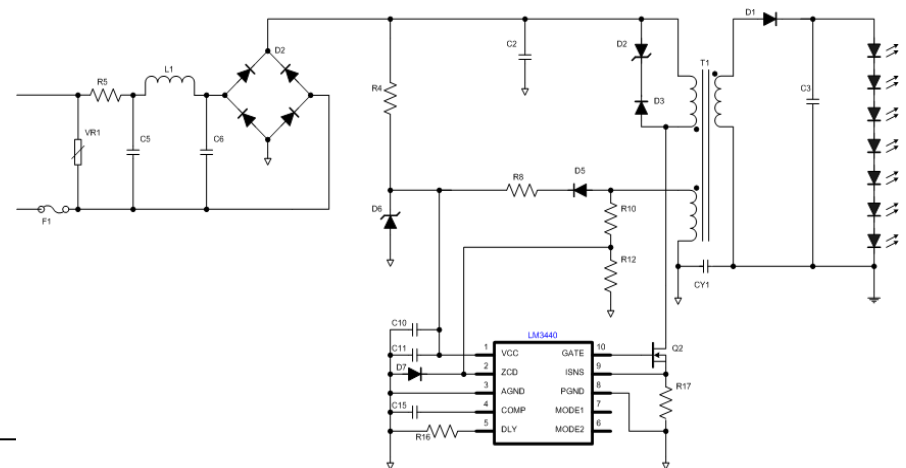 D1
D2
D2
L1
C2
T1
R5
R4
C3
D3
VR1
C5
C6
R8
D5
D6
R10
F1
R12
CY1
C10
LM3440
C11
1
VCC
GATE
10
Q2
D7
2
ZCD
ISNS
9
3
AGND
PGND
8
R17
C15
4
COMP
MODE1
7
R16
5
DLY
MODE2
6